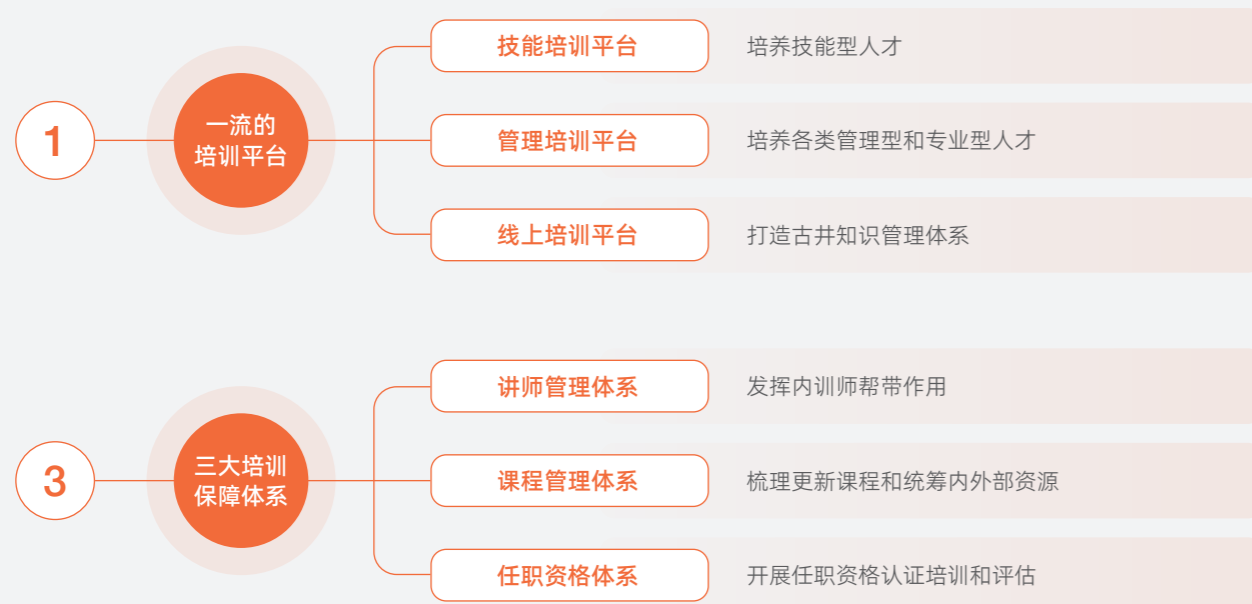 1
一流的
培训平台
技能培训平台 培养技能型人才
管理培训平台 培养各类管理型和专业型人才
线上培训平台 打造古井知识管理体系
3
三大培训
保障体系
讲师管理体系 发挥内训师帮带作用
课程管理体系 梳理更新课程和统筹内外部资源
任职资格体系 开展任职资格认证培训和评估